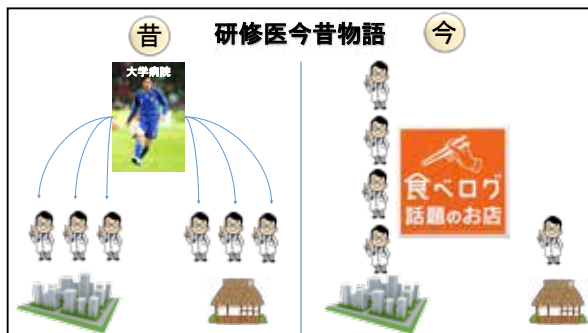 昔
研修医今昔物語
今
大学病院
食べログ
話題のお店